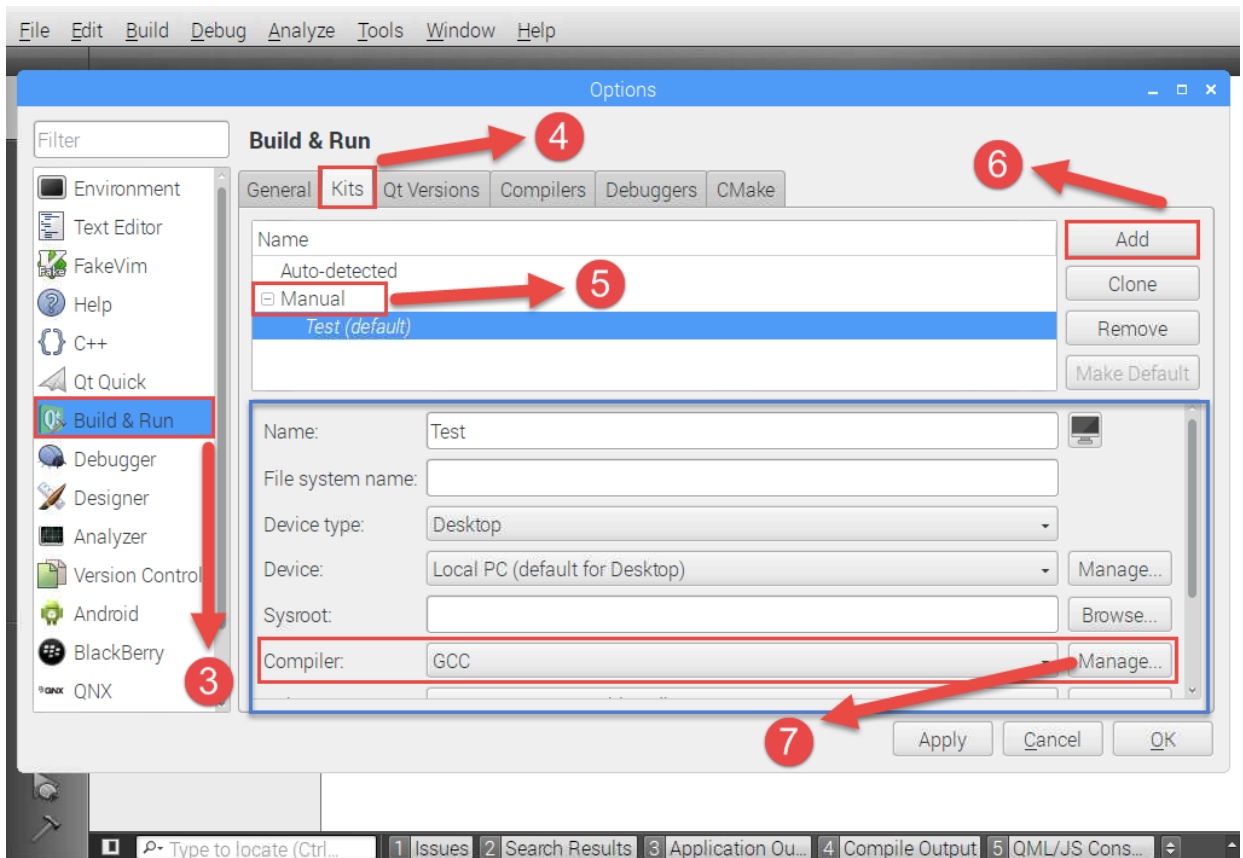 File Edit Build Debug Analyze Tools Window Help
Options
Filter
Build & Run
4
6
Environment
Text Editor
FakeVim
Help
C++
Qt Quick
Build & Run
Debugger
Designer
Analyzer
Version Control
Android
BlackBerry
QNX
3
General Kits Qt Versions Compilers Debuggers CMake
Name
Auto-detected
Manual
5
Test (default)
Add
Clone
Remove
Make Default
Name: Test
File system name:
Device type: Desktop
Device: Local PC (default for Desktop) Manage...
Sysroot: Browse...
Compiler: GCC Manage...
7
Apply Cancel OK
Type to locate (Ctrl... 1 Issues 2 Search Results 3 Application Ou... 4 Compile Output 5 QML/JS Cons...